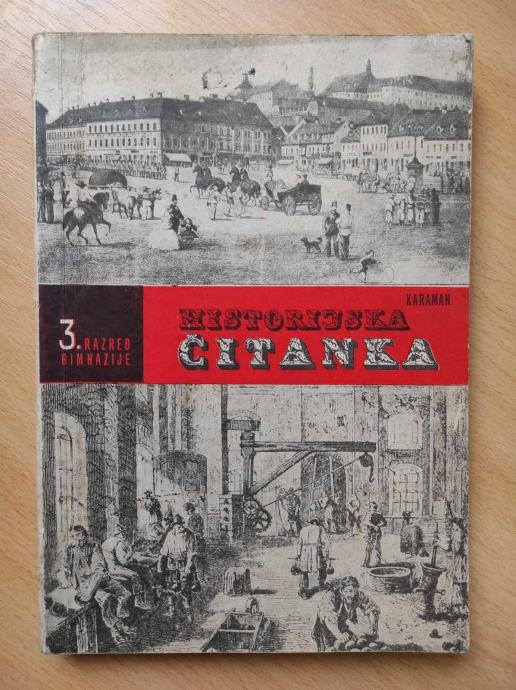 KARAMAN
HISTORIJSKA
ČITANKA
3. RAZRED
GIMNAZIJE